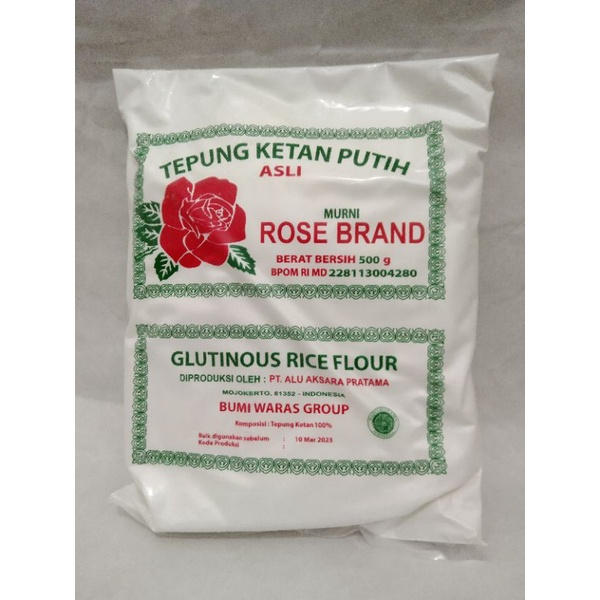 TEPUNG KETAN PUTIH
ASLI
MURNI
ROSE BRAND
BERAT BERSIH 500 g
BPOM RI MD 228113004280
GLUTINOUS RICE FLOUR
DIPRODUKSI OLEH : PT. ALU AKSARA PRATAMA
MOJOKERTO, 61352 - INDONESIA
BUMI WARAS GROUP
Komposisi : Tepung Ketan 100%
Baik digunakan sebelum : 10 Mar 2023
Kode Produksi :